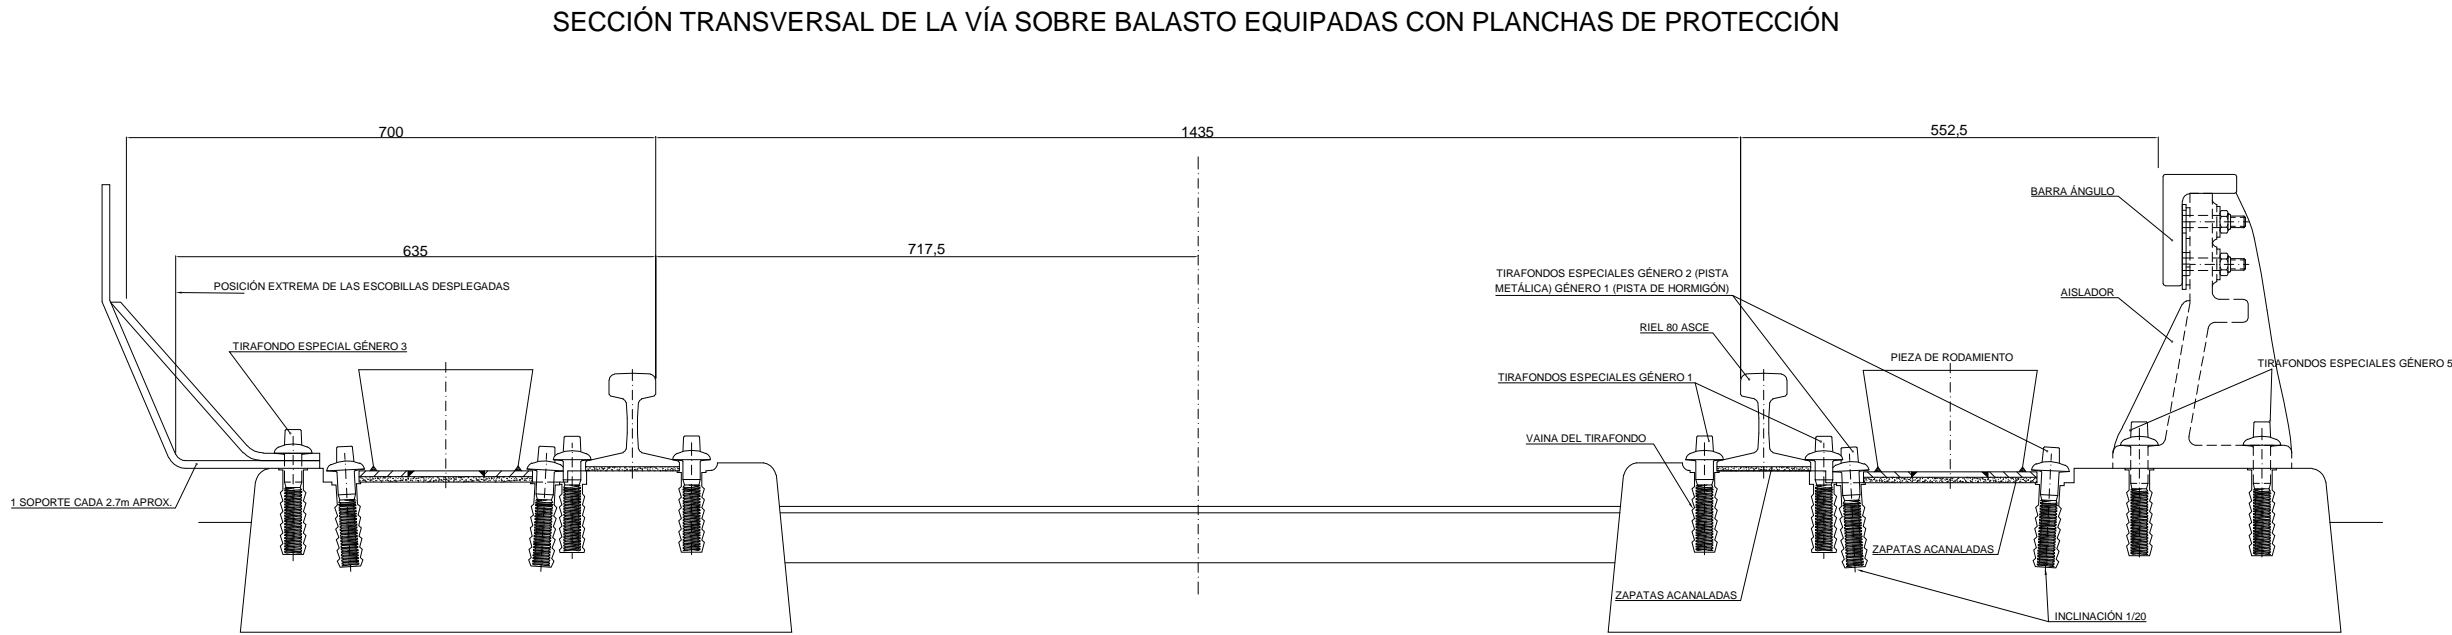 SECCIÓN TRANSVERSAL DE LA VÍA SOBRE BALASTO EQUIPADAS CON PLANCHAS DE PROTECCIÓN
700
1435
552,5
BARRA ÁNGULO
635
717,5
TIRAFONDOS ESPECIALES GÉNERO 2 (PISTA
METÁLICA) GÉNERO 1 (PISTA DE HORMIGÓN)
POSICIÓN EXTREMA DE LAS ESCOBILLAS DESPLEGADAS
AISLADOR
RIEL 80 ASCE
TIRAFONDO ESPECIAL GÉNERO 3
PIEZA DE RODAMIENTO
TIRAFONDOS ESPECIALES GÉNERO 5
TIRAFONDOS ESPECIALES GÉNERO 1
VAINA DEL TIRAFONDO
1 SOPORTE CADA 2.7m APROX.
ZAPATAS ACANALADAS
ZAPATAS ACANALADAS
INCLINACIÓN 1/20